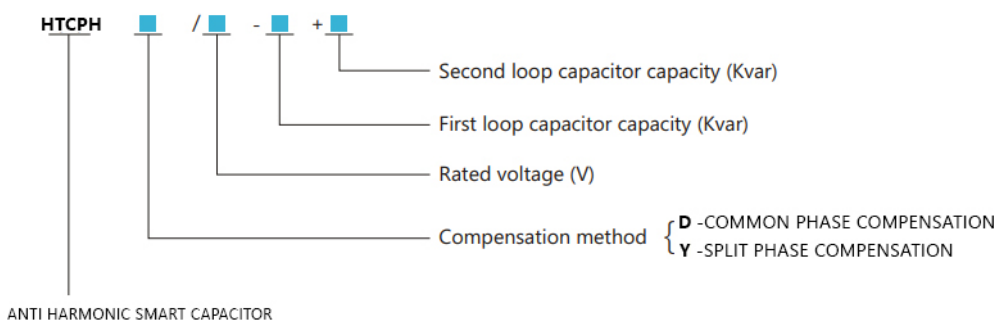 HTCPH / - +
Second loop capacitor capacity (Kvar)
First loop capacitor capacity (Kvar)
Rated voltage (V)
Compensation method
D -COMMON PHASE COMPENSATION
Y -SPLIT PHASE COMPENSATION
ANTI HARMONIC SMART CAPACITOR